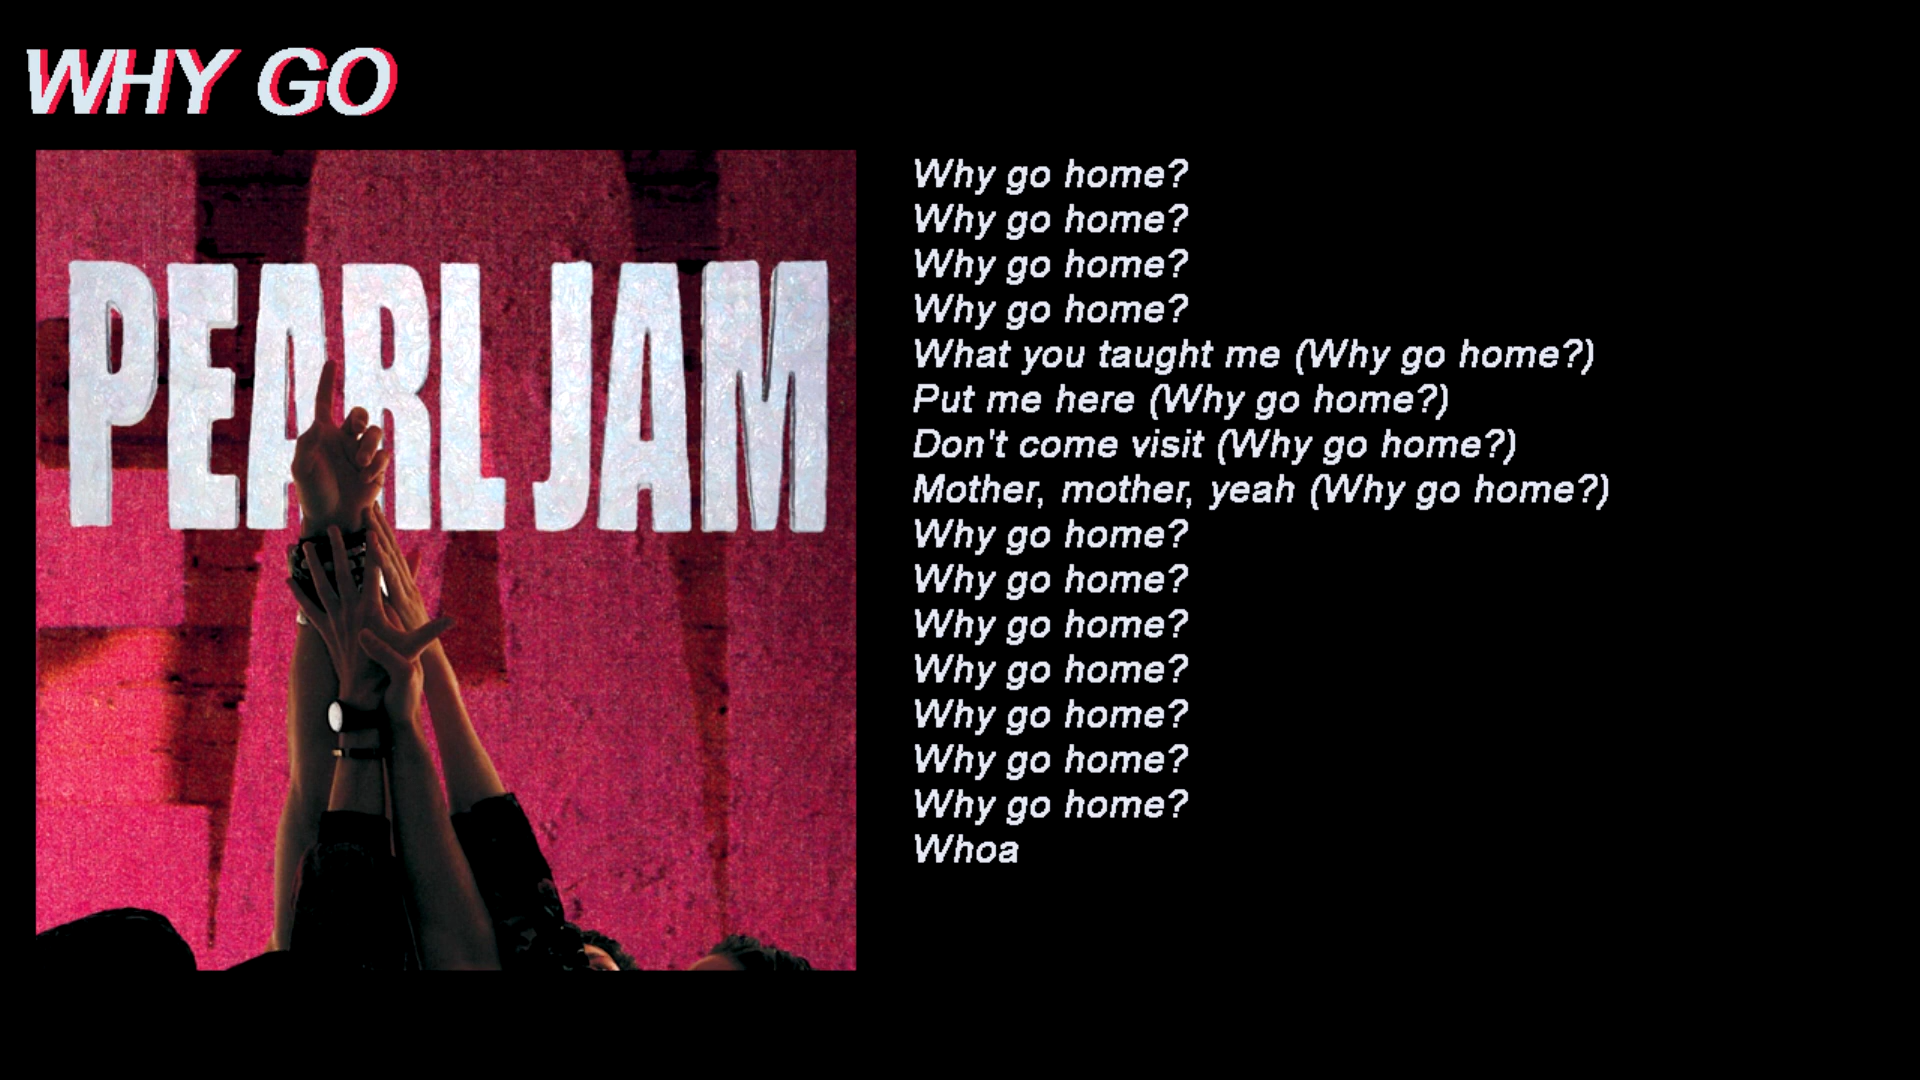 WHY GO
PEARL JAM
Why go home?
Why go home?
Why go home?
Why go home?
What you taught me (Why go home?)
Put me here (Why go home?)
Don't come visit (Why go home?)
Mother, mother, yeah (Why go home?)
Why go home?
Why go home?
Why go home?
Why go home?
Why go home?
Why go home?
Why go home?
Whoa